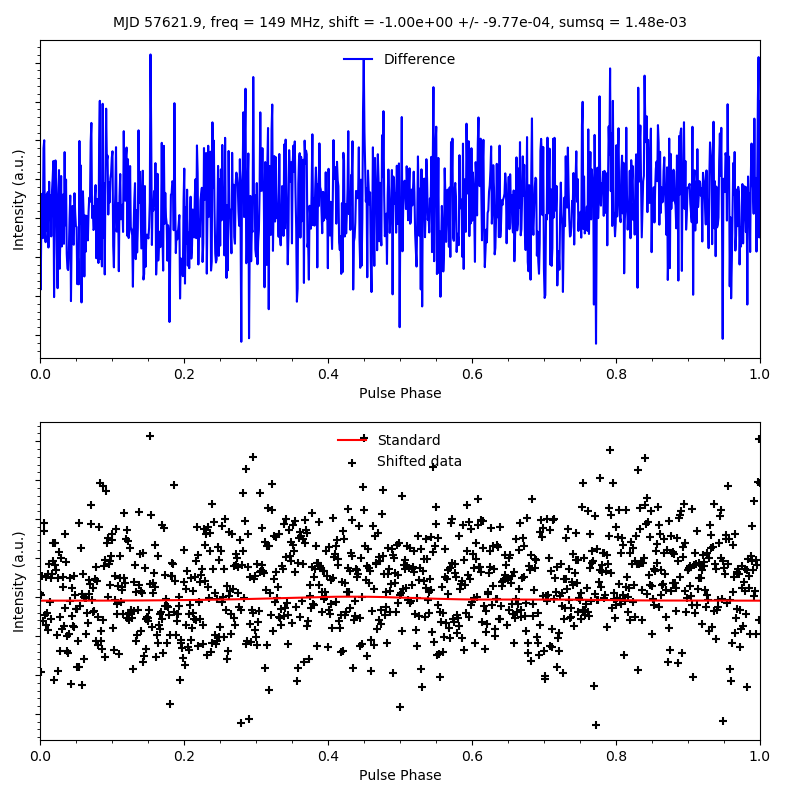 MJD 57621.9, freq = 149 MHz, shift = -1.00e+00 +/- -9.77e-04, sumsq = 1.48e-03
Difference
Intensity (a.u.)
0.0 0.2 0.4 0.6 0.8 1.0
Pulse Phase
Standard
Shifted data
Intensity (a.u.)
0.0 0.2 0.4 0.6 0.8 1.0
Pulse Phase